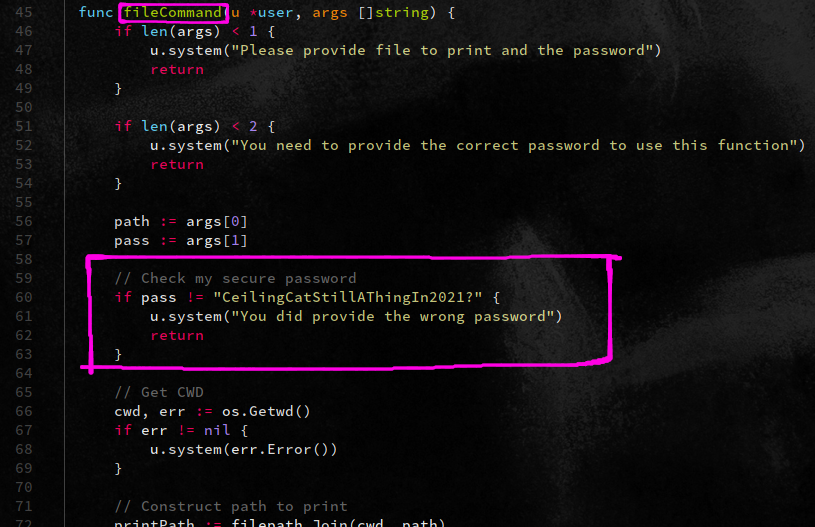 45 func fileCommand(u *user, args []string) {
46 if len(args) < 1 {
47 u.system("Please provide file to print and the password")
48 return
49 }
50
51 if len(args) < 2 {
52 u.system("You need to provide the correct password to use this function")
53 return
54 }
55
56 path := args[0]
57 pass := args[1]
58
59 // Check my secure password
60 if pass != "CeilingCatStillAThingIn2021?" {
61 u.system("You did provide the wrong password")
62 return
63 }
64
65 // Get CWD
66 cwd, err := os.Getwd()
67 if err != nil {
68 u.system(err.Error())
69 }
70
71 // Construct path to print
72 printPath := filepath.Join(cwd, path)